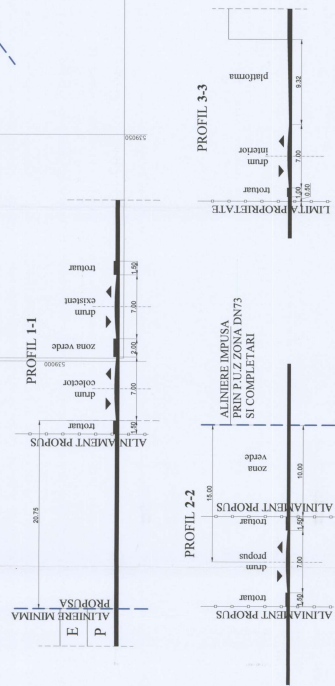 PROFIL 1-1
539050
539000
20.75
1.50
7.00
2.00
7.00
1.50
trotuar
drum
colector
zona verde
drum
existent
trotuar
ALINIAMENT PROPUS
ALINIERE MINIMA
PROPUSA
E
P
PROFIL 2-2
ALINIERE IMPUSA
PRIN P.U.Z ZONA DN73
SI COMPLETARI
15.00
1.50
7.00
1.50
10.00
trotuar
drum
propus
trotuar
zona
verde
ALINIAMENT PROPUS
ALINIAMENT PROPUS
PROFIL 3-3
LIMITA PROPRIETATE
trotuar
drum
interior
platforma
0.50
1.00
7.00
9.32